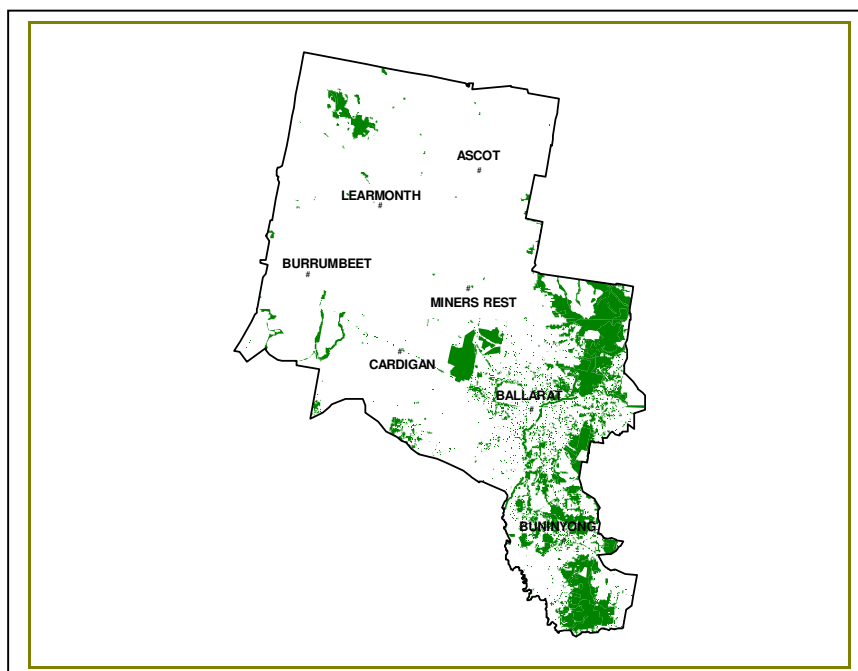 ASCOT
#
LEARMONTH
#
BURRUMBEET
#
#
MINERS REST
#
CARDIGAN
BALLARAT
#
BUNINYONG